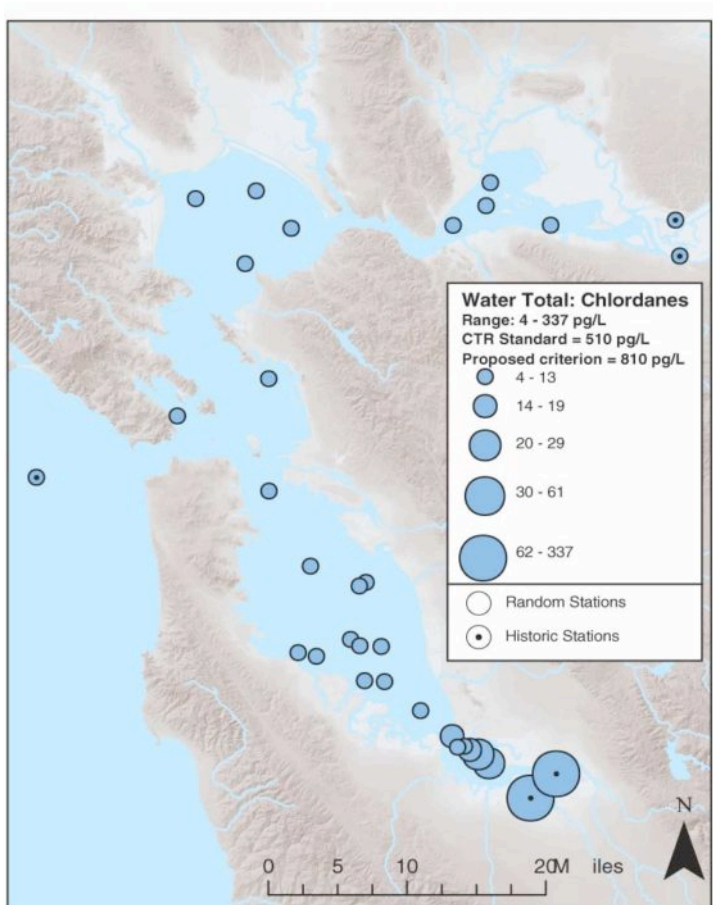 Water Total: Chlordanes
Range: 4 - 337 pg/L
CTR Standard = 510 pg/L
Proposed criterion = 810 pg/L
4 - 13
14 - 19
20 - 29
30 - 61
62 - 337
Random Stations
Historic Stations
N
0 5 10 20M iles